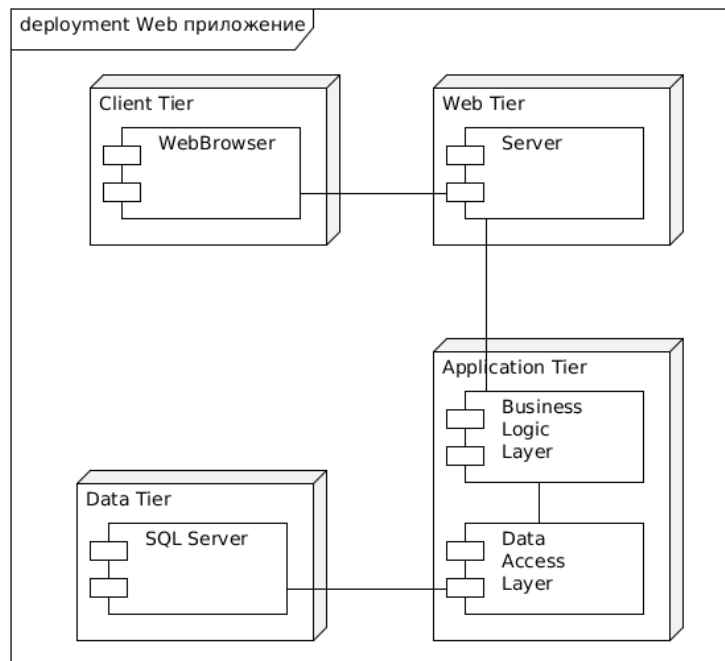 deployment Web приложение
Client Tier
WebBrowser
Web Tier
Server
Application Tier
Business
Logic
Layer
Data Tier
SQL Server
Data
Access
Layer